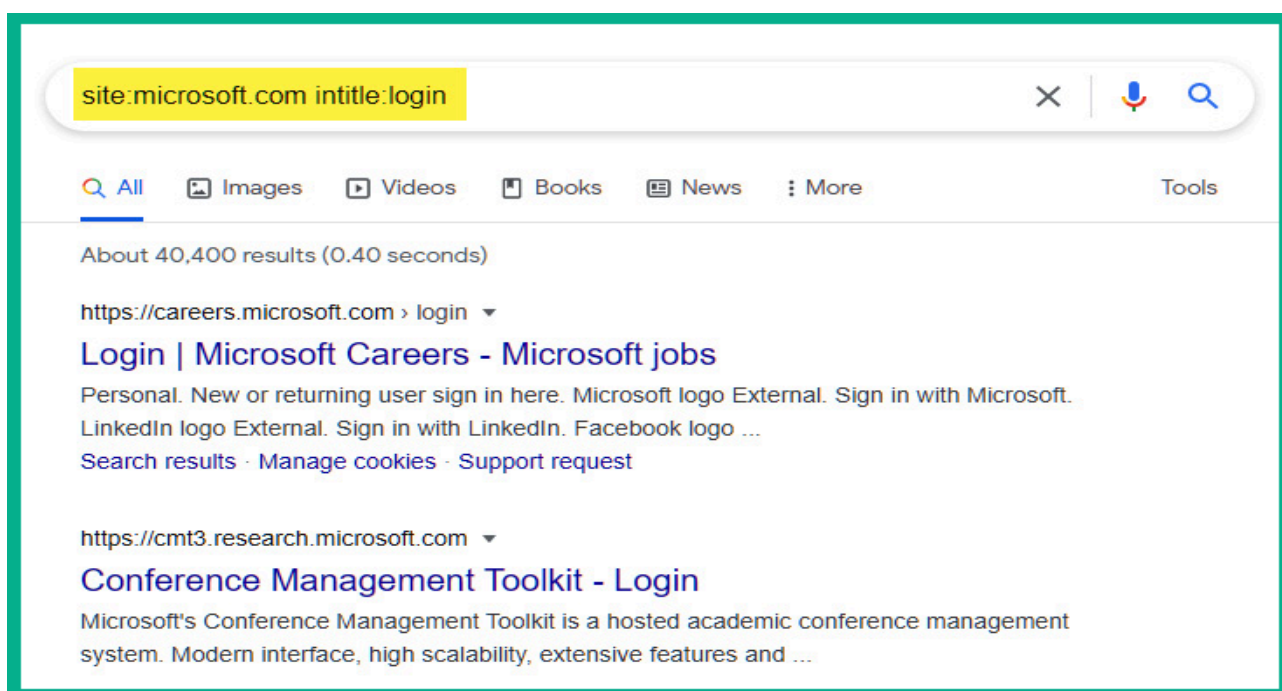 site:microsoft.com intitle:login
All Images Videos Books News More Tools
About 40,400 results (0.40 seconds)
https://careers.microsoft.com › login
Login | Microsoft Careers - Microsoft jobs
Personal. New or returning user sign in here. Microsoft logo External. Sign in with Microsoft.
LinkedIn logo External. Sign in with LinkedIn. Facebook logo ...
Search results · Manage cookies · Support request
https://cmt3.research.microsoft.com
Conference Management Toolkit - Login
Microsoft's Conference Management Toolkit is a hosted academic conference management
system. Modern interface, high scalability, extensive features and ...